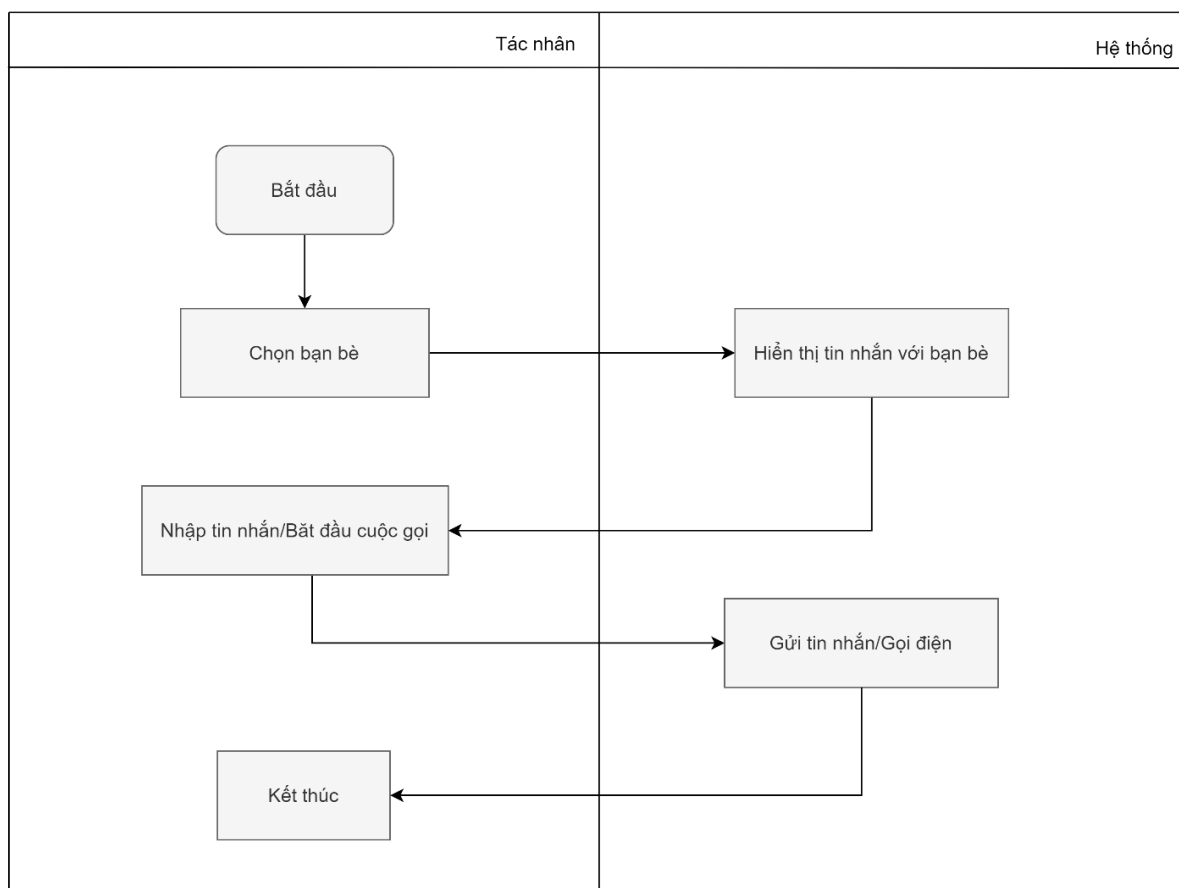 Tác nhân
Hệ thống
Bắt đầu
Chọn bạn bè
Hiển thị tin nhắn với bạn bè
Nhập tin nhắn/Băt đầu cuộc gọi
Gửi tin nhắn/Gọi điện
Kết thúc